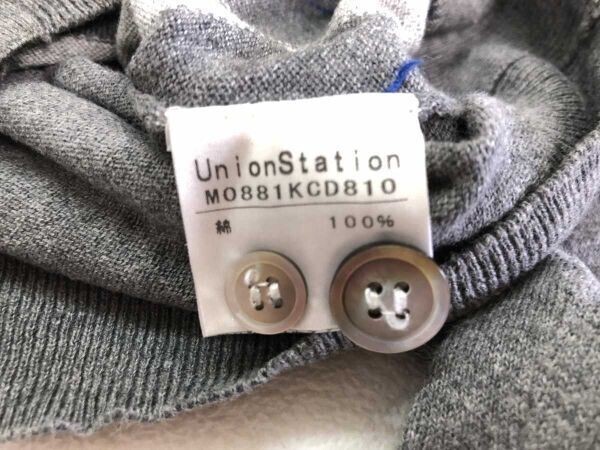 UnionStation
M0881KCD810
綿 100%